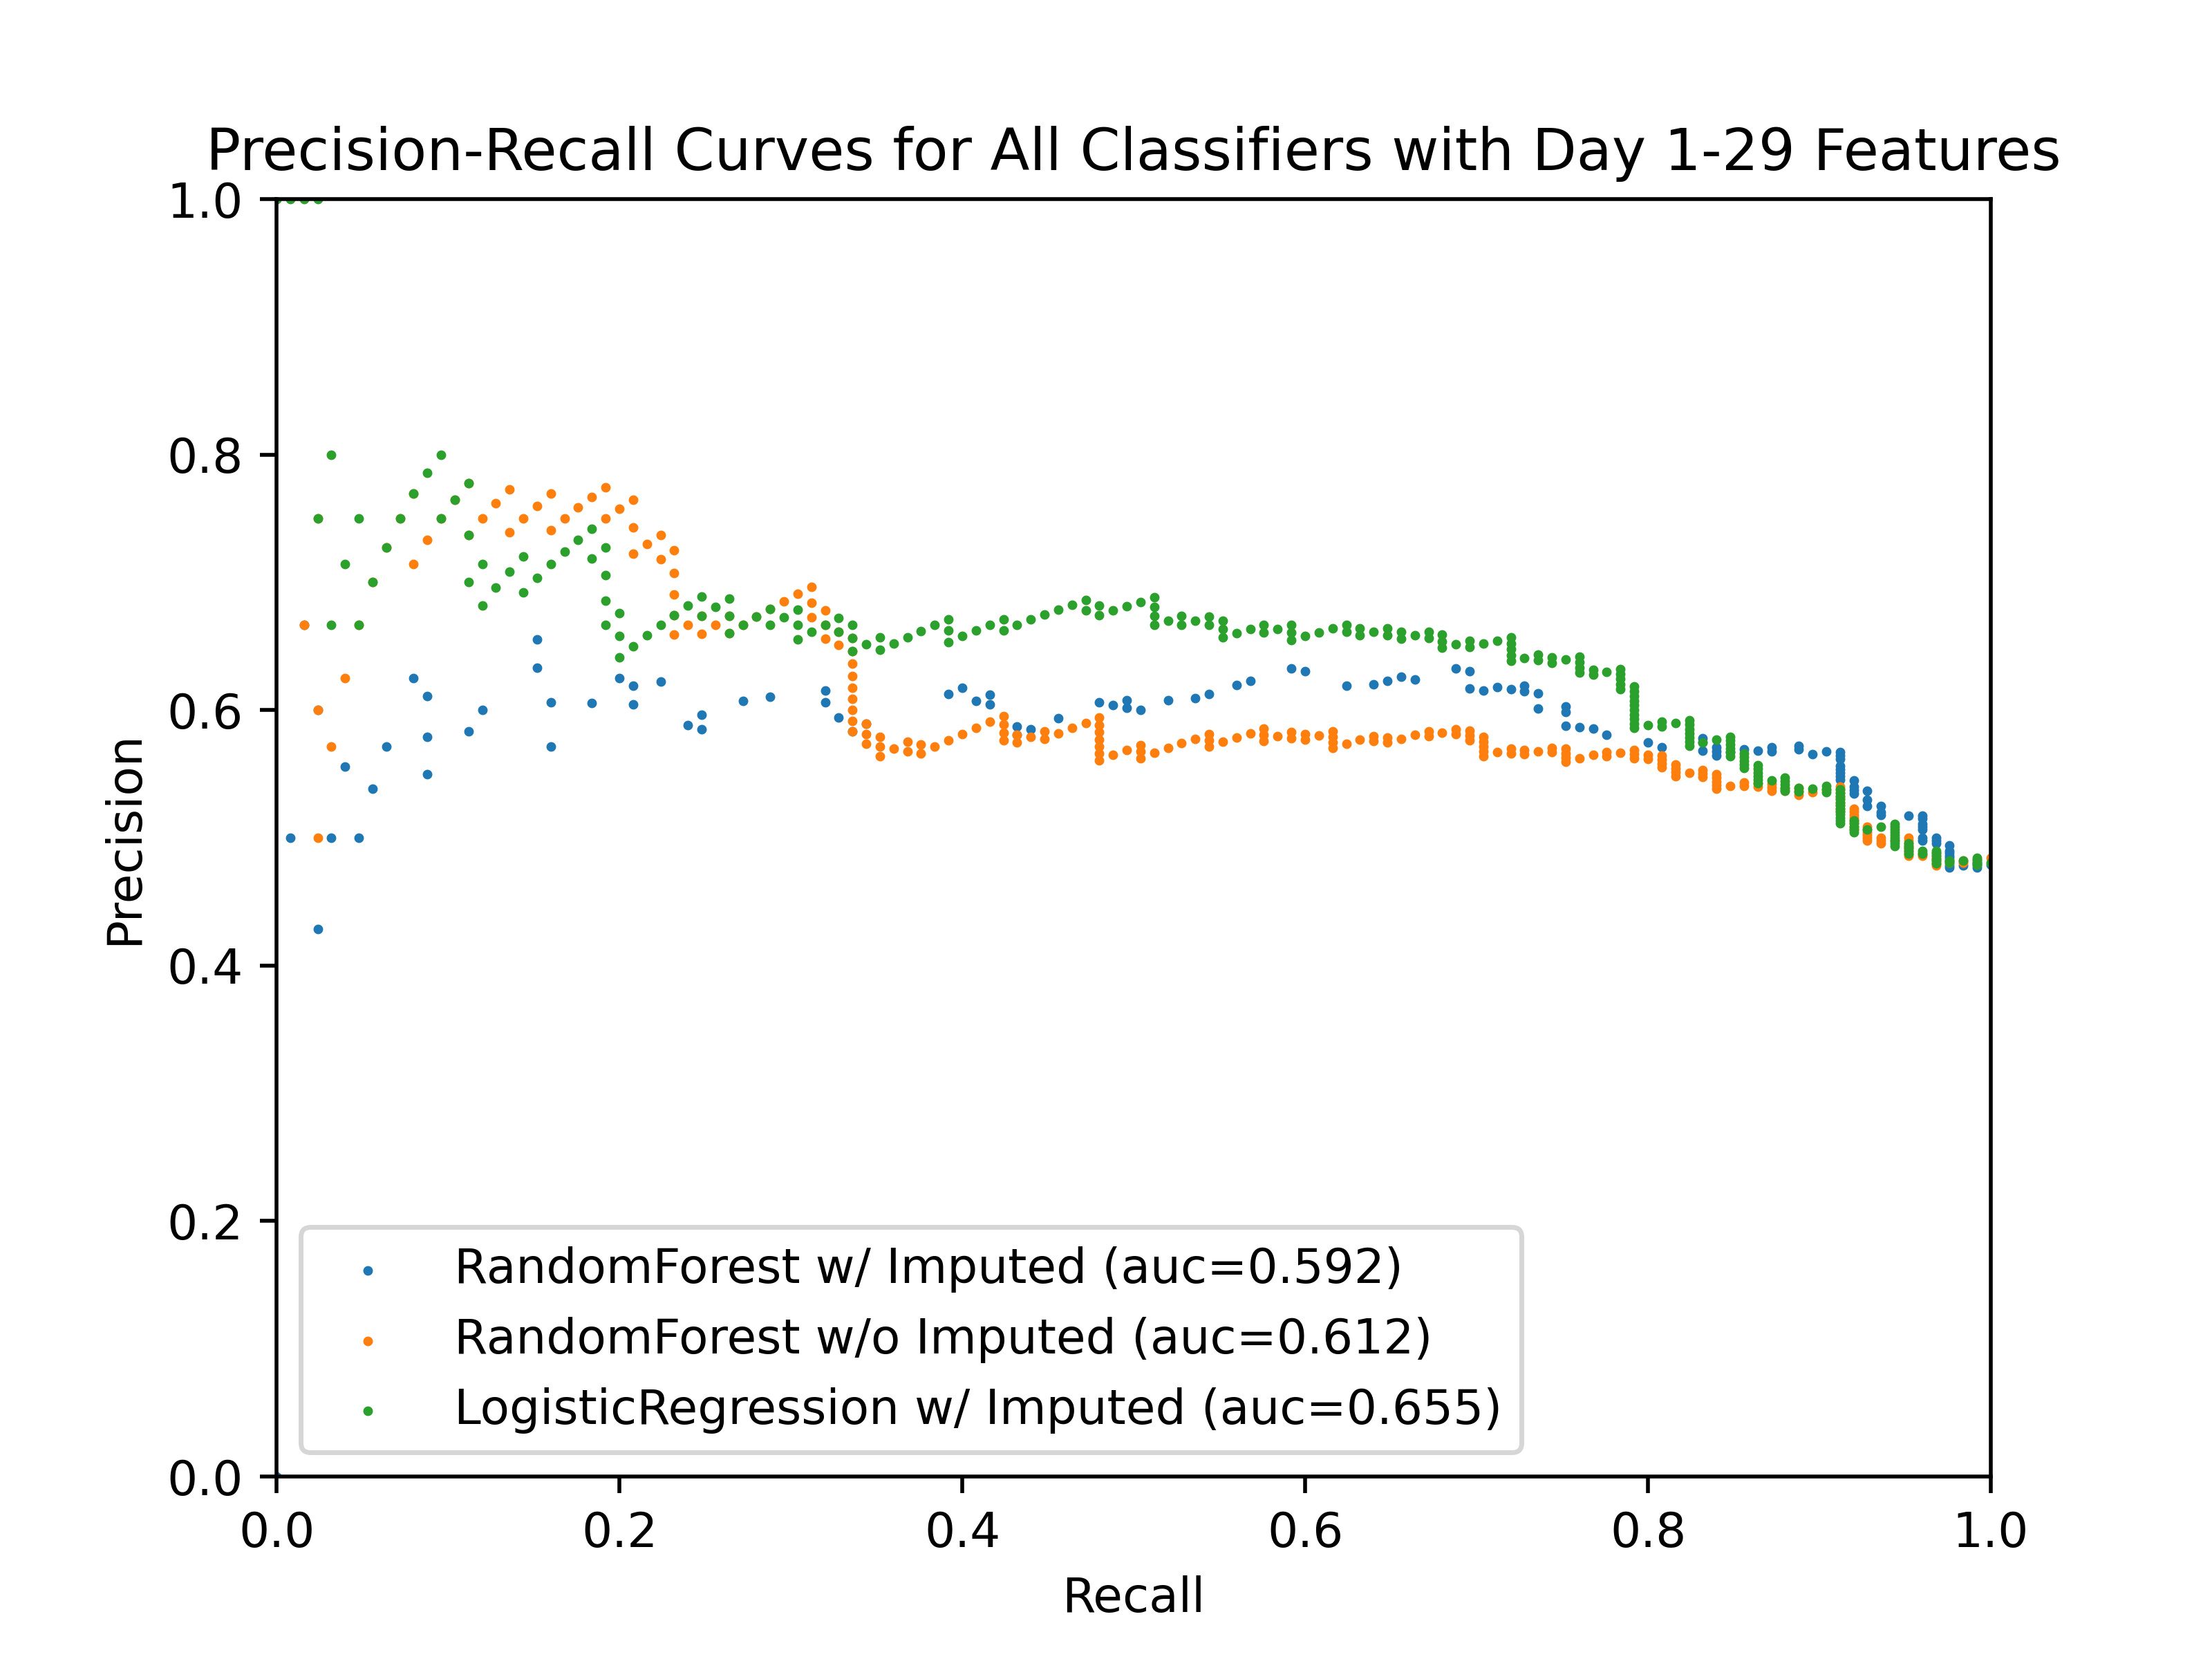 Precision-Recall Curves for All Classifiers with Day 1-29 Features
1.0
0.8
0.6
0.4
0.2
0.0
Precision
RandomForest w/ Imputed (auc=0.592)
RandomForest w/o Imputed (auc=0.612)
LogisticRegression w/ Imputed (auc=0.655)
0.0 0.2 0.4 0.6 0.8 1.0
Recall